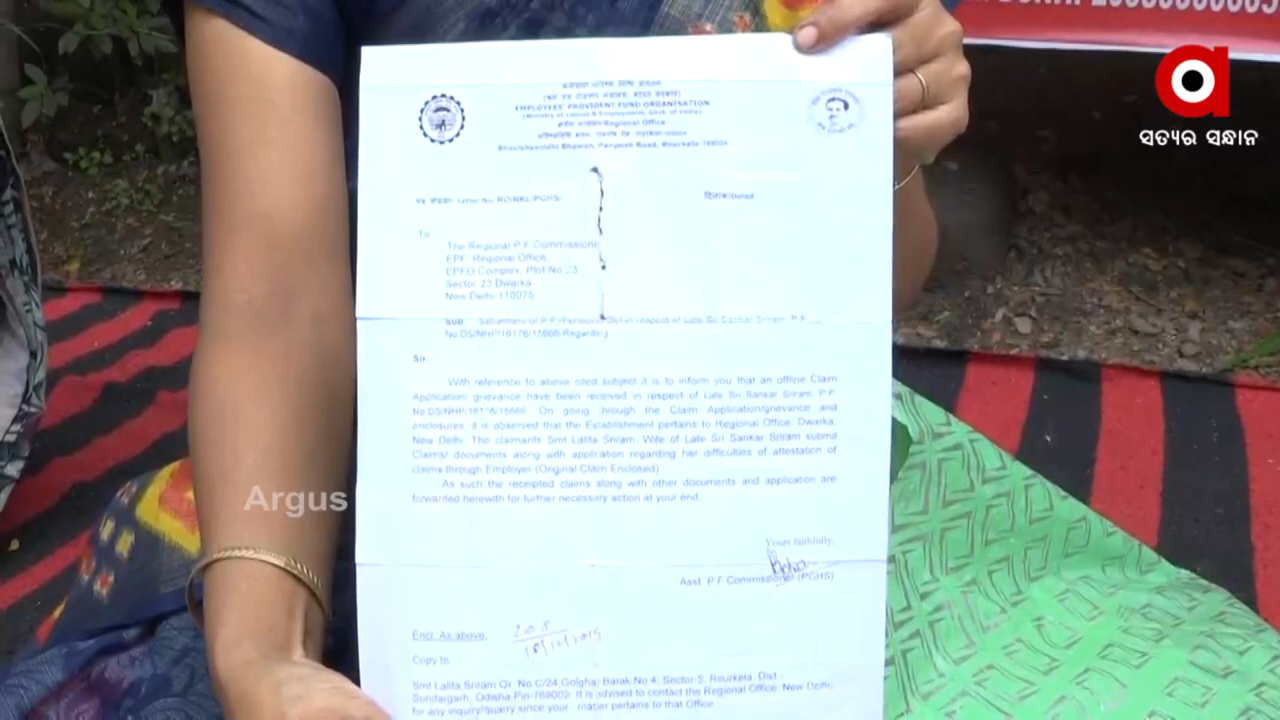 ସତ୍ୟର ସନ୍ଧାନ
EMPLOYEES' PROVIDENT FUND ORGANISATION
(Ministry of Labour & Employment, Govt. of India)
Regional Office
Bhavishyanidhi Bhawan, Panposh Road, Rourkela-769004
Letter No. RO/RKL/PGHS/
दिनांक/Dated
To
The Regional P.F.Commissione
EPF, Regional Office,
EPFO Complex, Plot No.23
Sector-23 Dwarka
New Delhi-110075
Sub: in respect of Late Sri Sankar Sriram, P.F.
No.DS/NHP/16176/15666-Regarding.
Sir,
With reference to above cited subject it is to inform you that an offline Claim
Application/ grievance have been received in respect of Late Sri Sankar Sriram, P.F.
No.DS/NHP/16176/15666. On going through the Claim Application/grievance and
enclosures, it is observed that the Establishment pertains to Regional Office, Dwarka,
New Delhi. The claimants Smt Lalita Sriram, Wife of Late Sri Sankar Sriram submit
Claims/ documents along with application regarding her difficulties of attestation of
claims through Employer (Original Claim Enclosed)
As such the receipted claims along with other documents and application are
forwarded herewith for further necessary action at your end.
Argus
Yours faithfully,
Asst. P.F.Commissioner (PGHS)
Encl. As above.
Copy to
Smt Lalita Sriram Qr. No C/24,Golghar Barak No.4, Sector-5, Rourkela, Dist -
Sundargarh, Odisha,Pin-769002. It is advised to contact the Regional Office, New Delhi,
for any inquiry/quarry since your matter pertains to that Office.